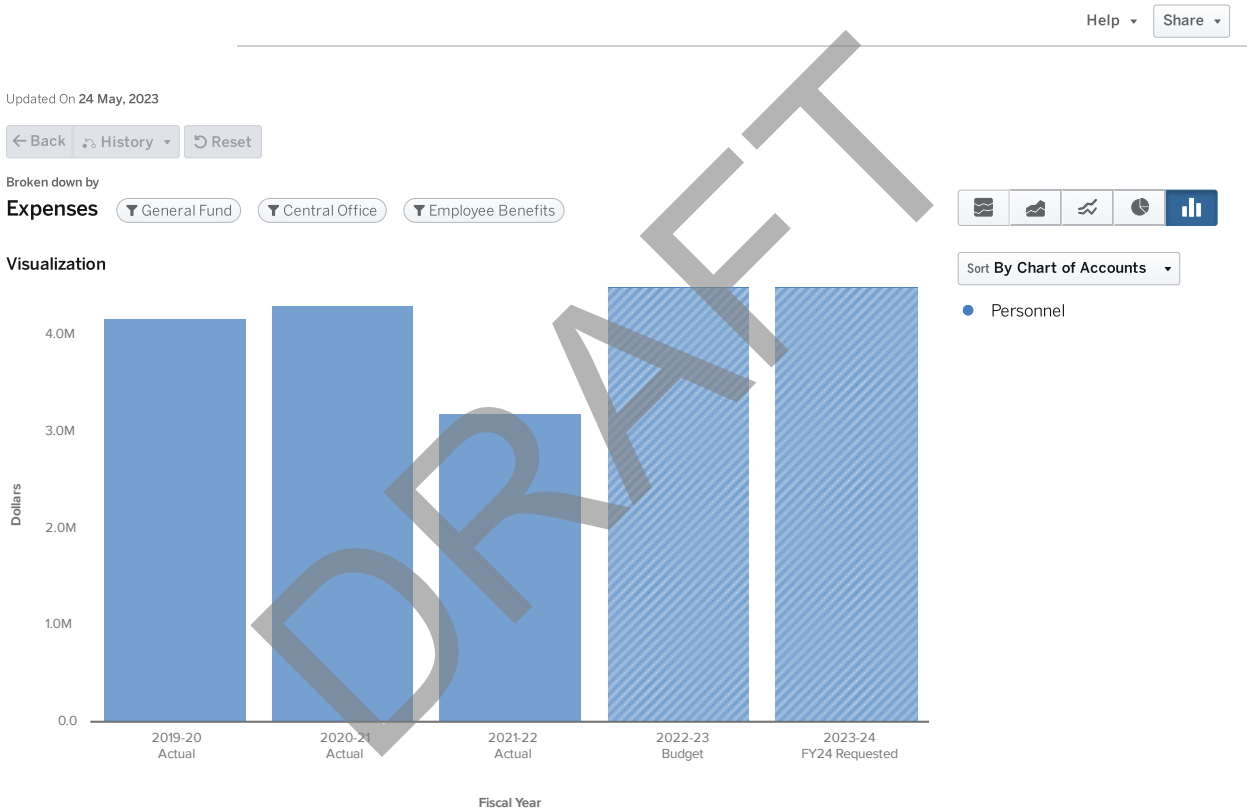 Help
Share
Updated On 24 May, 2023
Back
History
Reset
Broken down by
Expenses
General Fund
Central Office
Employee Benefits
Visualization
Sort By Chart of Accounts
Personnel
4.0M
3.0M
2.0M
1.0M
0.0
Dollars
2019-20
Actual
2020-21
Actual
2021-22
Actual
2022-23
Budget
2023-24
FY24 Requested
Fiscal Year
DRAFT